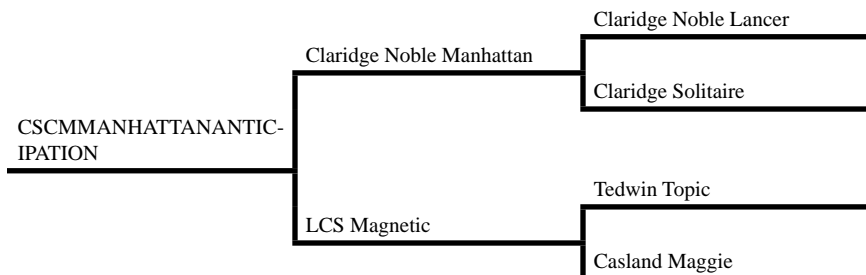 Claridge Noble Lancer
Claridge Noble Manhattan
Claridge Solitaire
CSCMMANHATTANANTIC-
IPATION
Tedwin Topic
LCS Magnetic
Casland Maggie